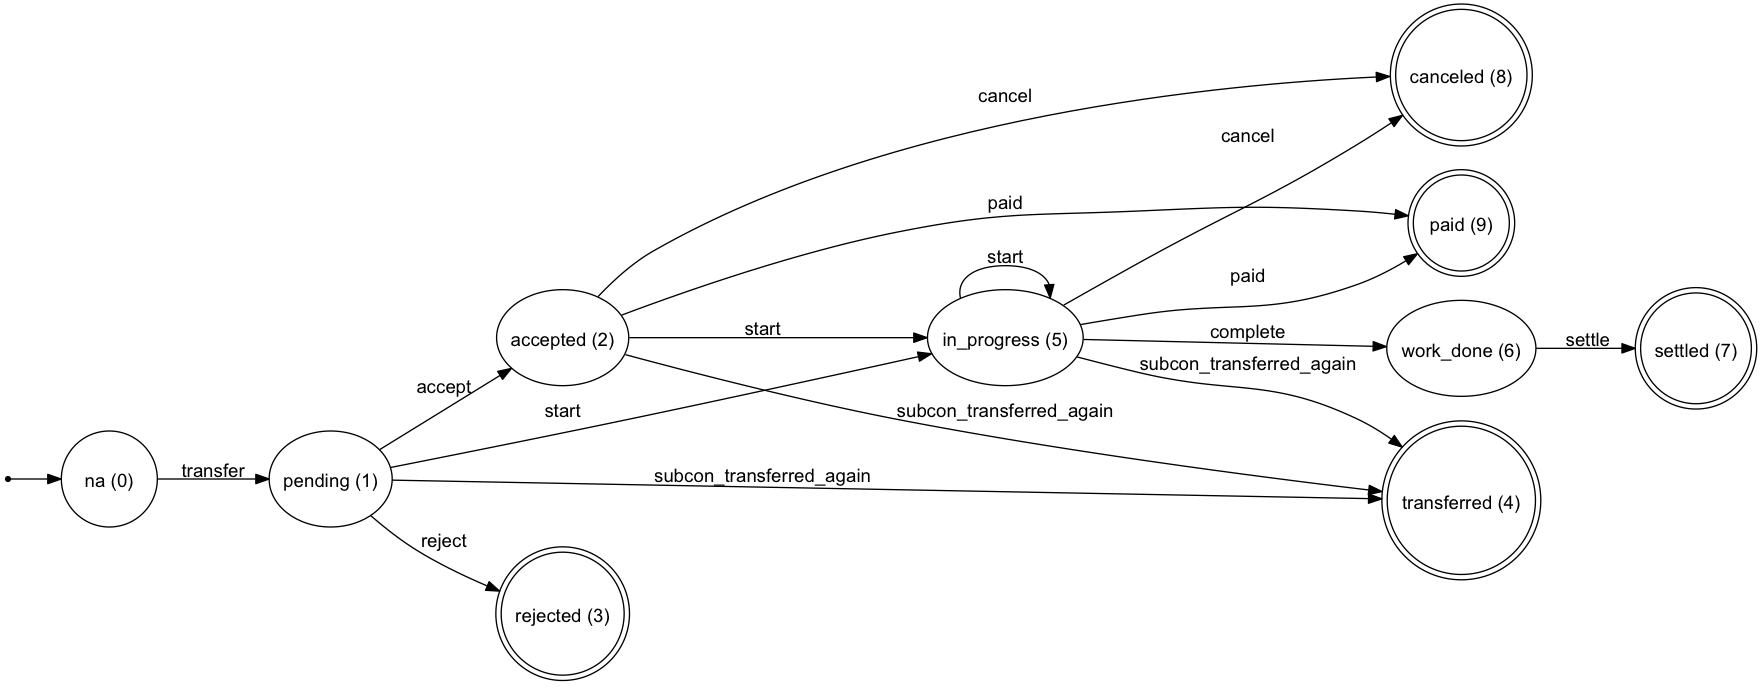 canceled (8)
cancel
cancel
paid
paid (9)
start
paid
accepted (2)
start
in_progress (5)
complete
work_done (6)
settle
settled (7)
subcon_transferred_again
accept
start
subcon_transferred_again
na (0)
transfer
pending (1)
subcon_transferred_again
transferred (4)
reject
rejected (3)